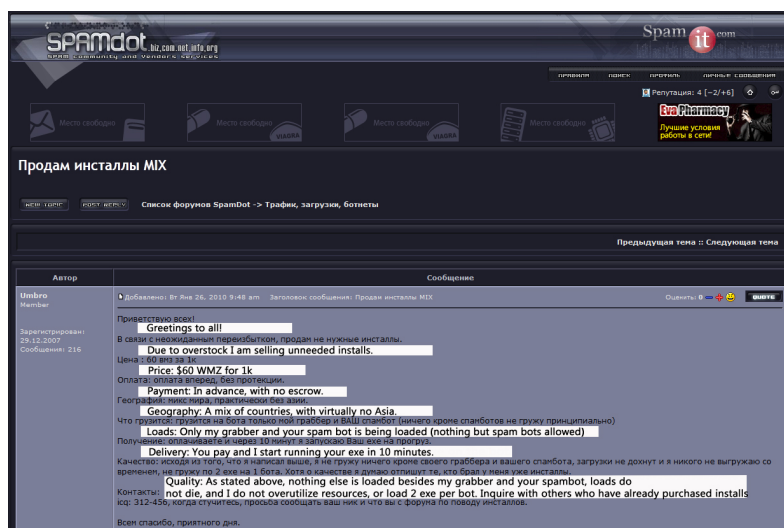 SPAMdot .biz,com,net,info,org
SPAM community and vendors services
Spam it com
правила поиск профиль личные сообщения
Репутация: 4 [−2/+6]
Место свободно
Место свободно VIAGRA
Место свободно VIAGRA
Место свободно
Eva Pharmacy
Лучшие условия
работы в сети!
Продам инсталлы MIX
NEW TOPIC POST REPLY Список форумов SpamDot -> Трафик, загрузки, ботнеты
Предыдущая тема :: Следующая тема
Автор Сообщение
Umbro
Member
Зарегистрирован:
29.12.2007
Сообщения: 216
Добавлено: Вт Янв 26, 2010 9:48 am Заголовок сообщения: Продам инсталлы MIX Оценить: 0 QUOTE
Приветствую всех!
Greetings to all!
В связи с неожиданным переизбытком, продам не нужные инсталлы.
Due to overstock I am selling unneeded installs.
Цена : 60 вмз за 1к
Price: $60 WMZ for 1k
Оплата: оплата вперед, без протекции.
Payment: In advance, with no escrow.
География: микс мира, практически без азии.
Geography: A mix of countries, with virtually no Asia.
Что грузится: грузится на бота только мой граббер и ВАШ спамбот (ничего кроме спамботов не гружу принципиально)
Loads: Only my grabber and your spam bot is being loaded (nothing but spam bots allowed)
Получение: оплачиваете и через 10 минут я запускаю Ваш ехе на прогруз.
Delivery: You pay and I start running your exe in 10 minutes.
Качество: исходя из того, что я написал выше, я не гружу ничего кроме своего граббера и вашего спамбота, загрузки не дохнут и я никого не выгружаю со
временем, не гружу по 2 ехе на 1 бота. Хотя о качестве я думаю отпишут те, кто брал у меня уже инсталлы.
Quality: As stated above, nothing else is loaded besides my grabber and your spambot, loads do
Контакты: not die, and I do not overutilize resources, or load 2 exe per bot. Inquire with others who have already purchased installs
icq: 312-456, когда стучитесь, просьба сообщать ваш ник и что вы с форума по поводу инсталлов.
Всем спасибо, приятного дня.